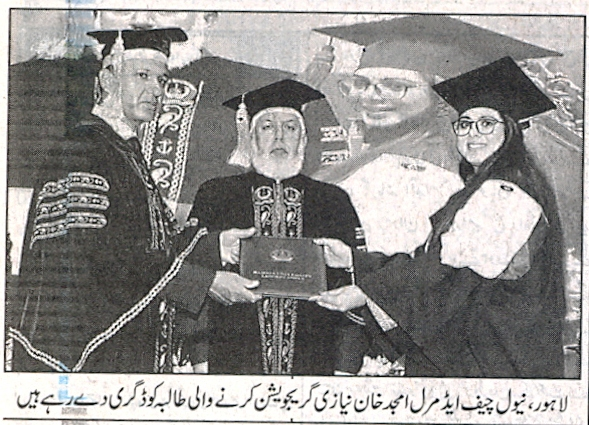 لاہور، نیول چیف ایڈمرل امجد خان نیازی گریجویشن کرنے والی طالبہ کو ڈگری دے رہے ہیں